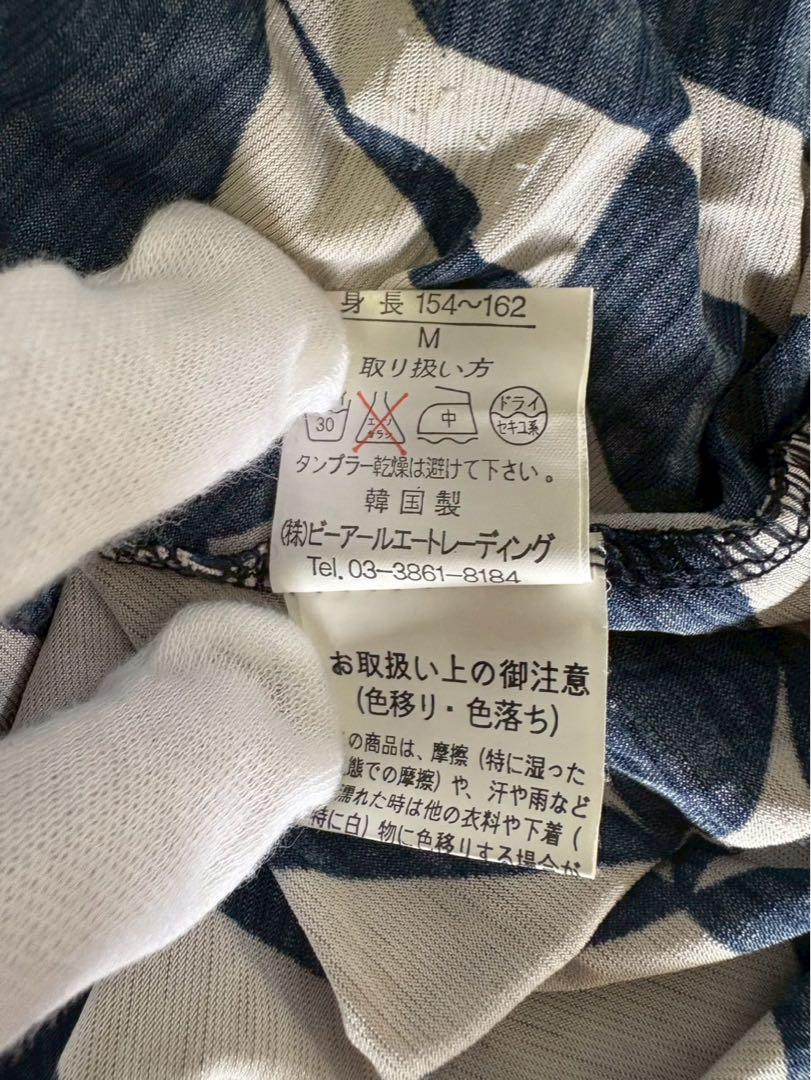 身長 154～162
M
取り扱い方
30
エンソ サラシ
中
ドライ
セキユ系
タンブラー乾燥は避けて下さい。
韓国製
(株)ビーアールエートレーディング
Tel. 03-3861-8184
お取扱い上の御注意
(色移り・色落ち)
の商品は、摩擦 (特に湿った
態での摩擦) や、汗や雨など
濡れた時は他の衣料や下着 (
特に白) 物に色移りする場合が